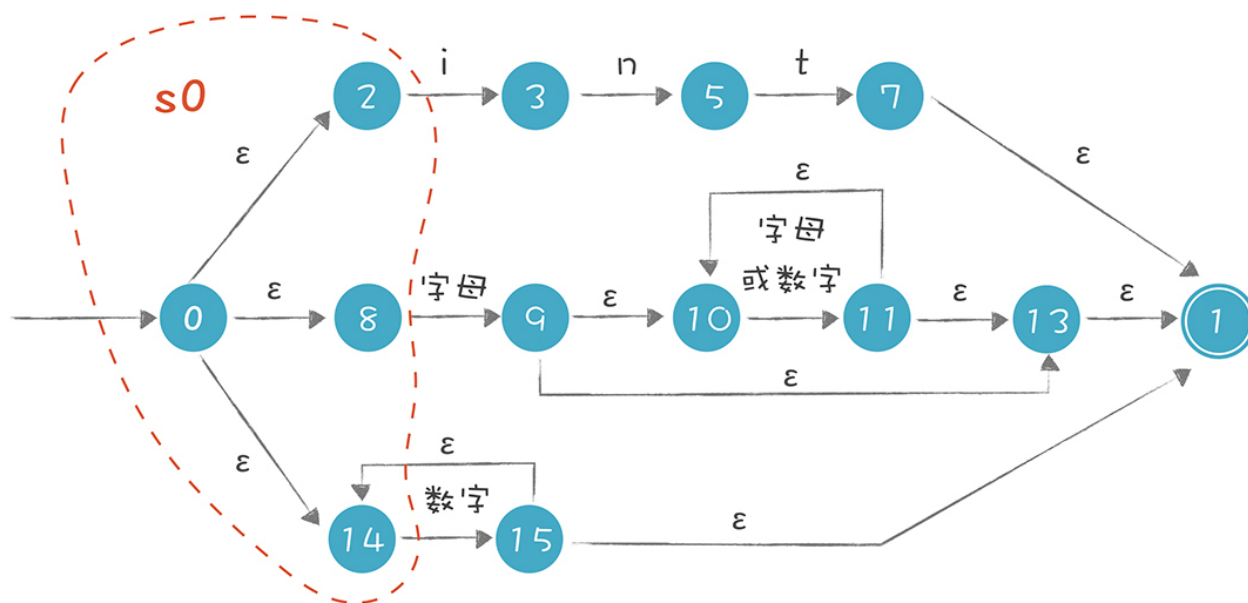 i n t
s0
2 3 5 7
ε ε ε
字母
字母 或数字
ε ε ε ε
0 8 9 10 11 13 1
ε
ε ε
数字
14 15
ε